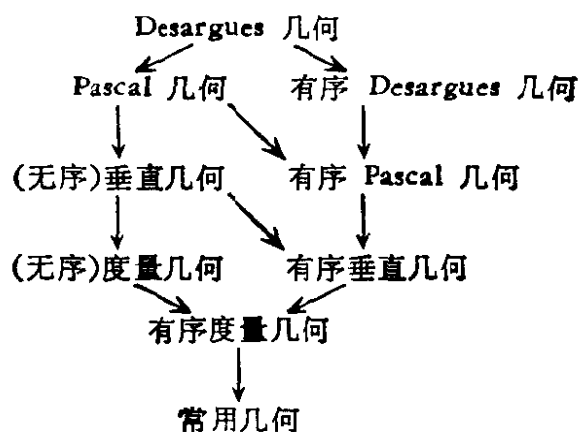 Desargues 几何
Pascal 几何 有序 Desargues 几何
(无序)垂直几何 有序 Pascal 几何
(无序)度量几何 有序垂直几何
有序度量几何
常用几何